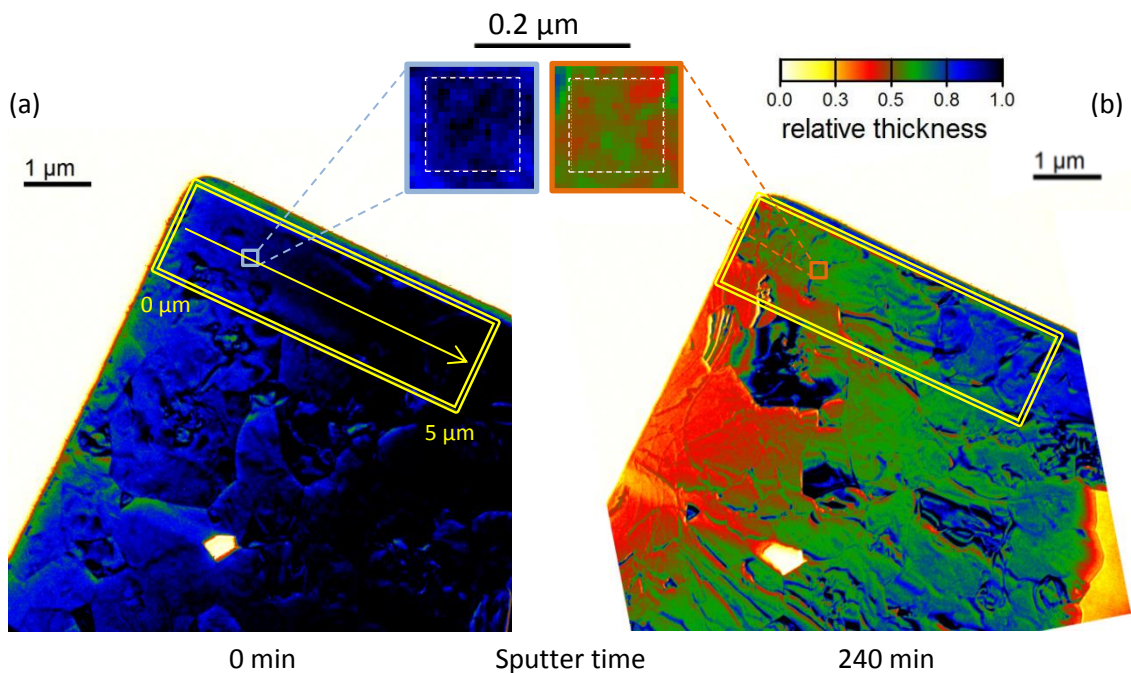 0.2 µm
(a)
(b)
0.0 0.3 0.5 0.8 1.0
relative thickness
1 µm
1 µm
0 µm
5 µm
0 min Sputter time 240 min